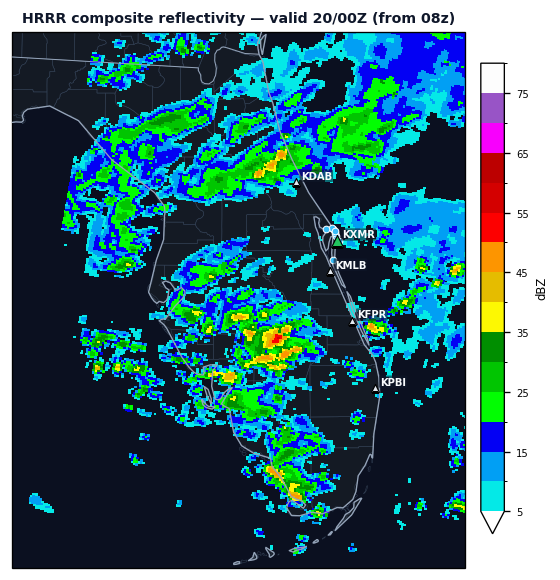 HRRR composite reflectivity — valid 20/00Z (from 08z)
KDAB
KXMR
KMLB
KFPR
KPBI
75
65
55
45
35
25
15
5
dBZ